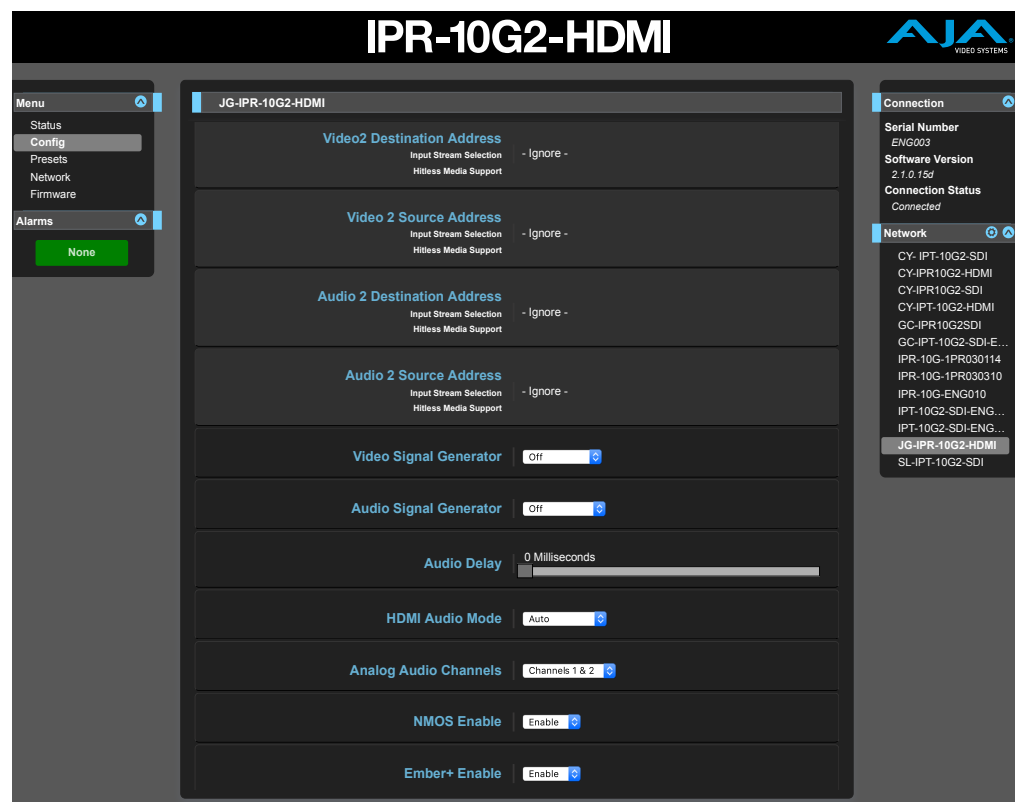 IPR-10G2-HDMI
AJA
VIDEO SYSTEMS
Menu
Status
Config
Presets
Network
Firmware
Alarms
None
JG-IPR-10G2-HDMI
Video2 Destination Address
Input Stream Selection
Hitless Media Support
- Ignore -
Video 2 Source Address
Input Stream Selection
Hitless Media Support
- Ignore -
Audio 2 Destination Address
Input Stream Selection
Hitless Media Support
- Ignore -
Audio 2 Source Address
Input Stream Selection
Hitless Media Support
- Ignore -
Video Signal Generator Off
Audio Signal Generator Off
Audio Delay 0 Milliseconds
HDMI Audio Mode Auto
Analog Audio Channels Channels 1 & 2
NMOS Enable Enable
Ember+ Enable Enable
Connection
Serial Number
ENG003
Software Version
2.1.0.15d
Connection Status
Connected
Network
CY- IPT-10G2-SDI
CY-IPR10G2-HDMI
CY-IPR10G2-SDI
CY-IPT-10G2-HDMI
GC-IPR10G2SDI
GC-IPT-10G2-SDI-E...
IPR-10G-1PR030114
IPR-10G-1PR030310
IPR-10G-ENG010
IPT-10G2-SDI-ENG...
IPT-10G2-SDI-ENG...
JG-IPR-10G2-HDMI
SL-IPT-10G2-SDI